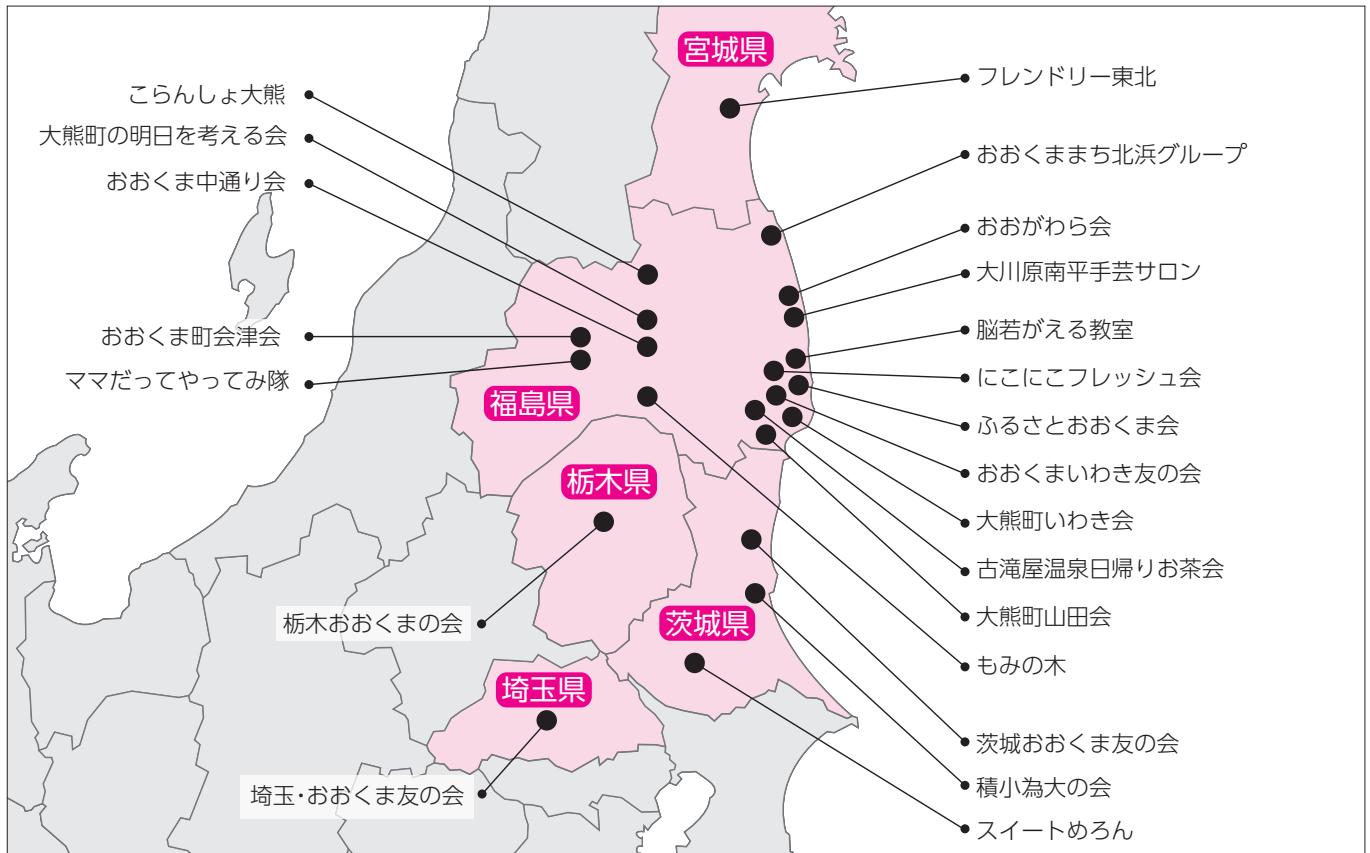 宮城県
福島県
栃木県
茨城県
埼玉県
こらんしょ大熊
大熊町の明日を考える会
おおくま中通り会
おおくま町会津会
ママだってやってみ隊
栃木おおくまの会
埼玉・おおくま友の会
フレンドリー東北
おおくままち北浜グループ
おおがわら会
大川原南平手芸サロン
脳若がえる教室
にこにこフレッシュ会
ふるさとおおくま会
おおくまいわき友の会
大熊町いわき会
古滝屋温泉日帰りお茶会
大熊町山田会
もみの木
茨城おおくま友の会
積小為大の会
スイートめろん